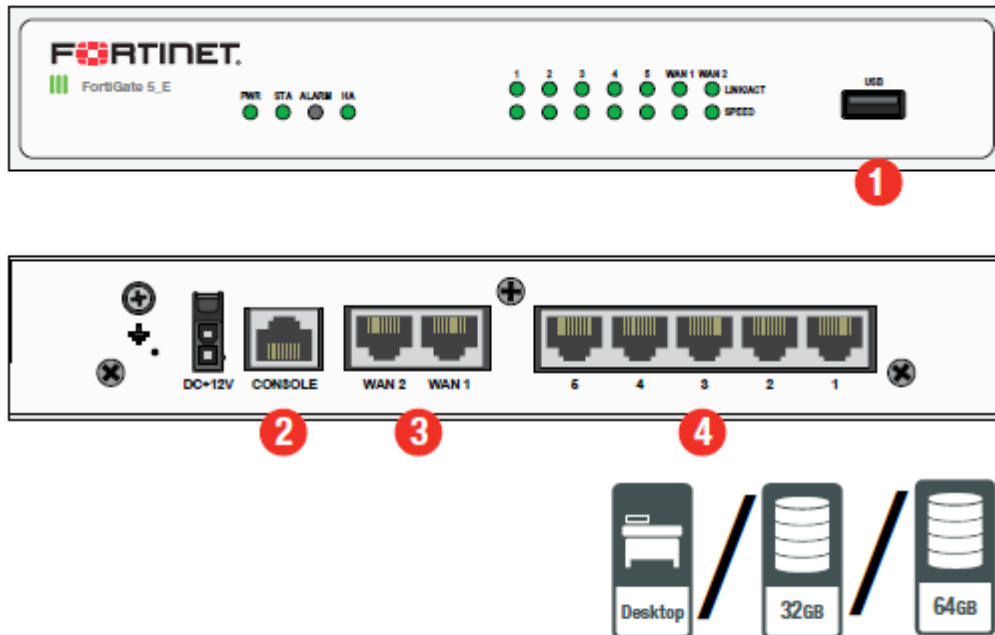 FORTINET.
FortiGate 5_E
PWR STA ALARM HA
1 2 3 4 5 WAN 1 WAN 2
LINK/ACT
SPEED
USB
1
DC+12V CONSOLE WAN 2 WAN 1 5 4 3 2 1
2 3 4
Desktop 32GB 64GB